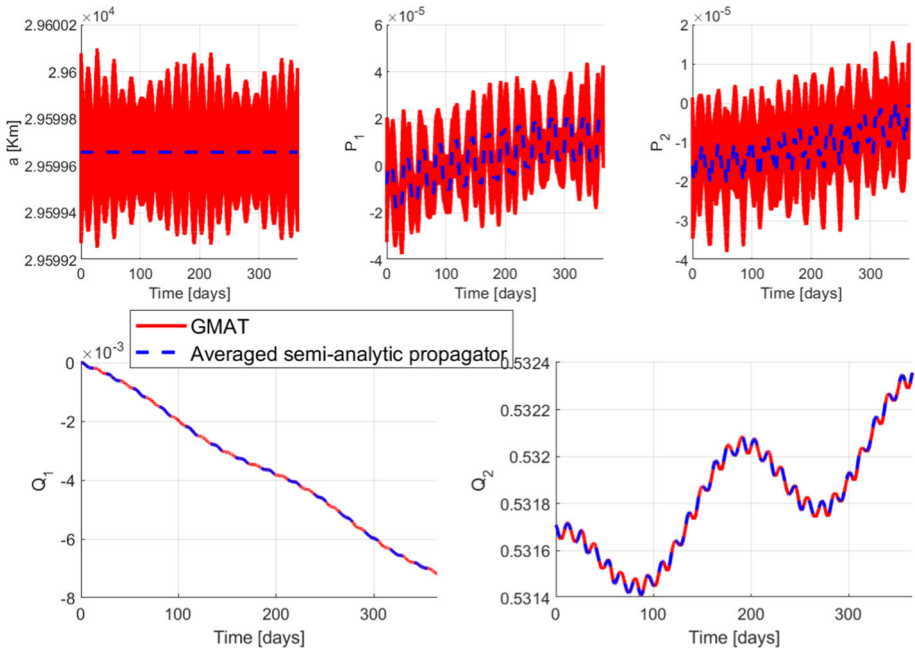 ×10⁴
2.96002
2.96
2.95998
2.95996
2.95994
2.95992
a [Km]
0 100 200 300
Time [days]
×10⁻⁵
6
4
2
0
-2
-4
P₁
0 100 200 300
Time [days]
×10⁻⁵
2
1
0
-1
-2
-3
-4
P₂
0 100 200 300
Time [days]
GMAT
Averaged semi-analytic propagator
×10⁻³
0
-2
-4
-6
-8
Q₁
0 100 200 300
Time [days]
0.5324
0.5322
0.532
0.5318
0.5316
0.5314
Q₂
0 100 200 300
Time [days]